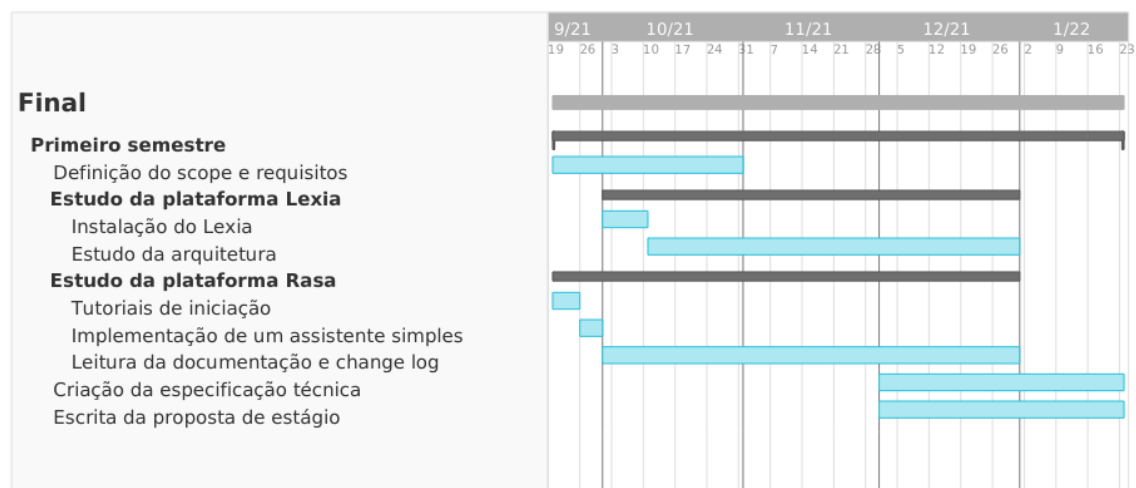 9/21 10/21 11/21 12/21 1/22
19 26 3 10 17 24 31 7 14 21 28 5 12 19 26 2 9 16 23
Final
Primeiro semestre
Definição do scope e requisitos
Estudo da plataforma Lexia
Instalação do Lexia
Estudo da arquitetura
Estudo da plataforma Rasa
Tutoriais de iniciação
Implementação de um assistente simples
Leitura da documentação e change log
Criação da especificação técnica
Escrita da proposta de estágio